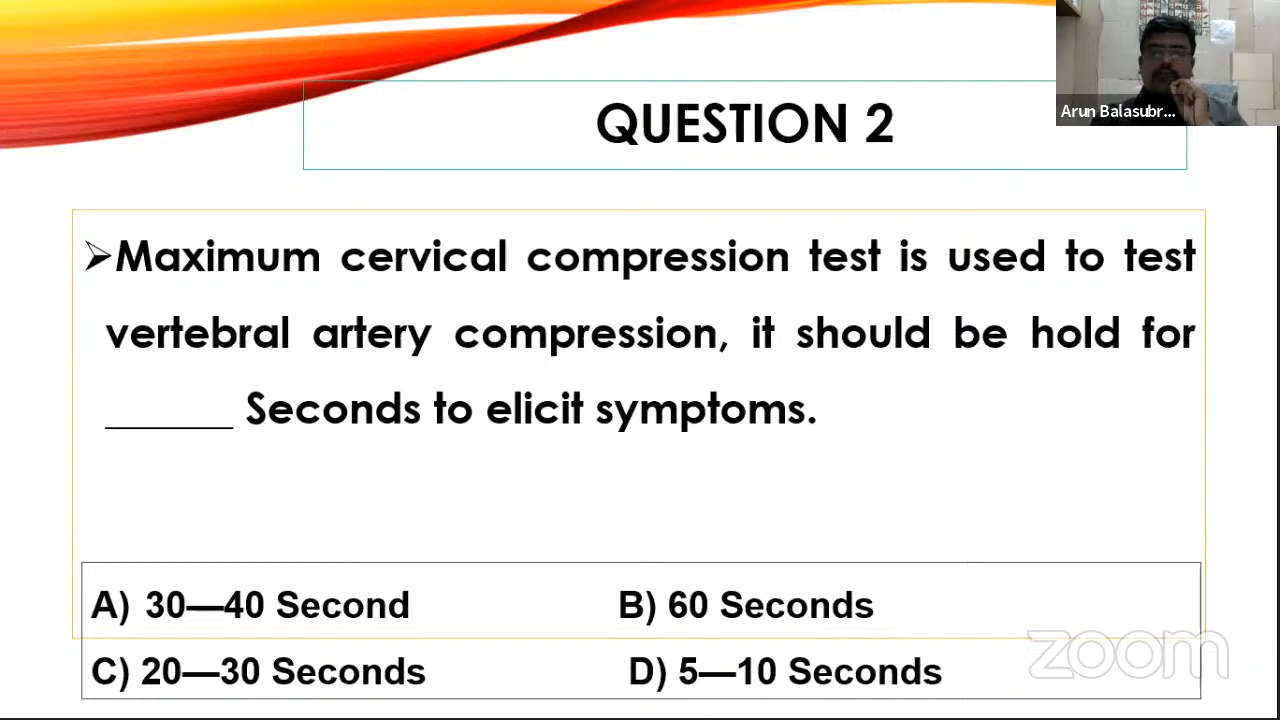 Arun Balasubr...
QUESTION 2
➢Maximum cervical compression test is used to test
vertebral artery compression, it should be hold for
______ Seconds to elicit symptoms.
A) 30—40 Second B) 60 Seconds
C) 20—30 Seconds D) 5—10 Seconds
zoom